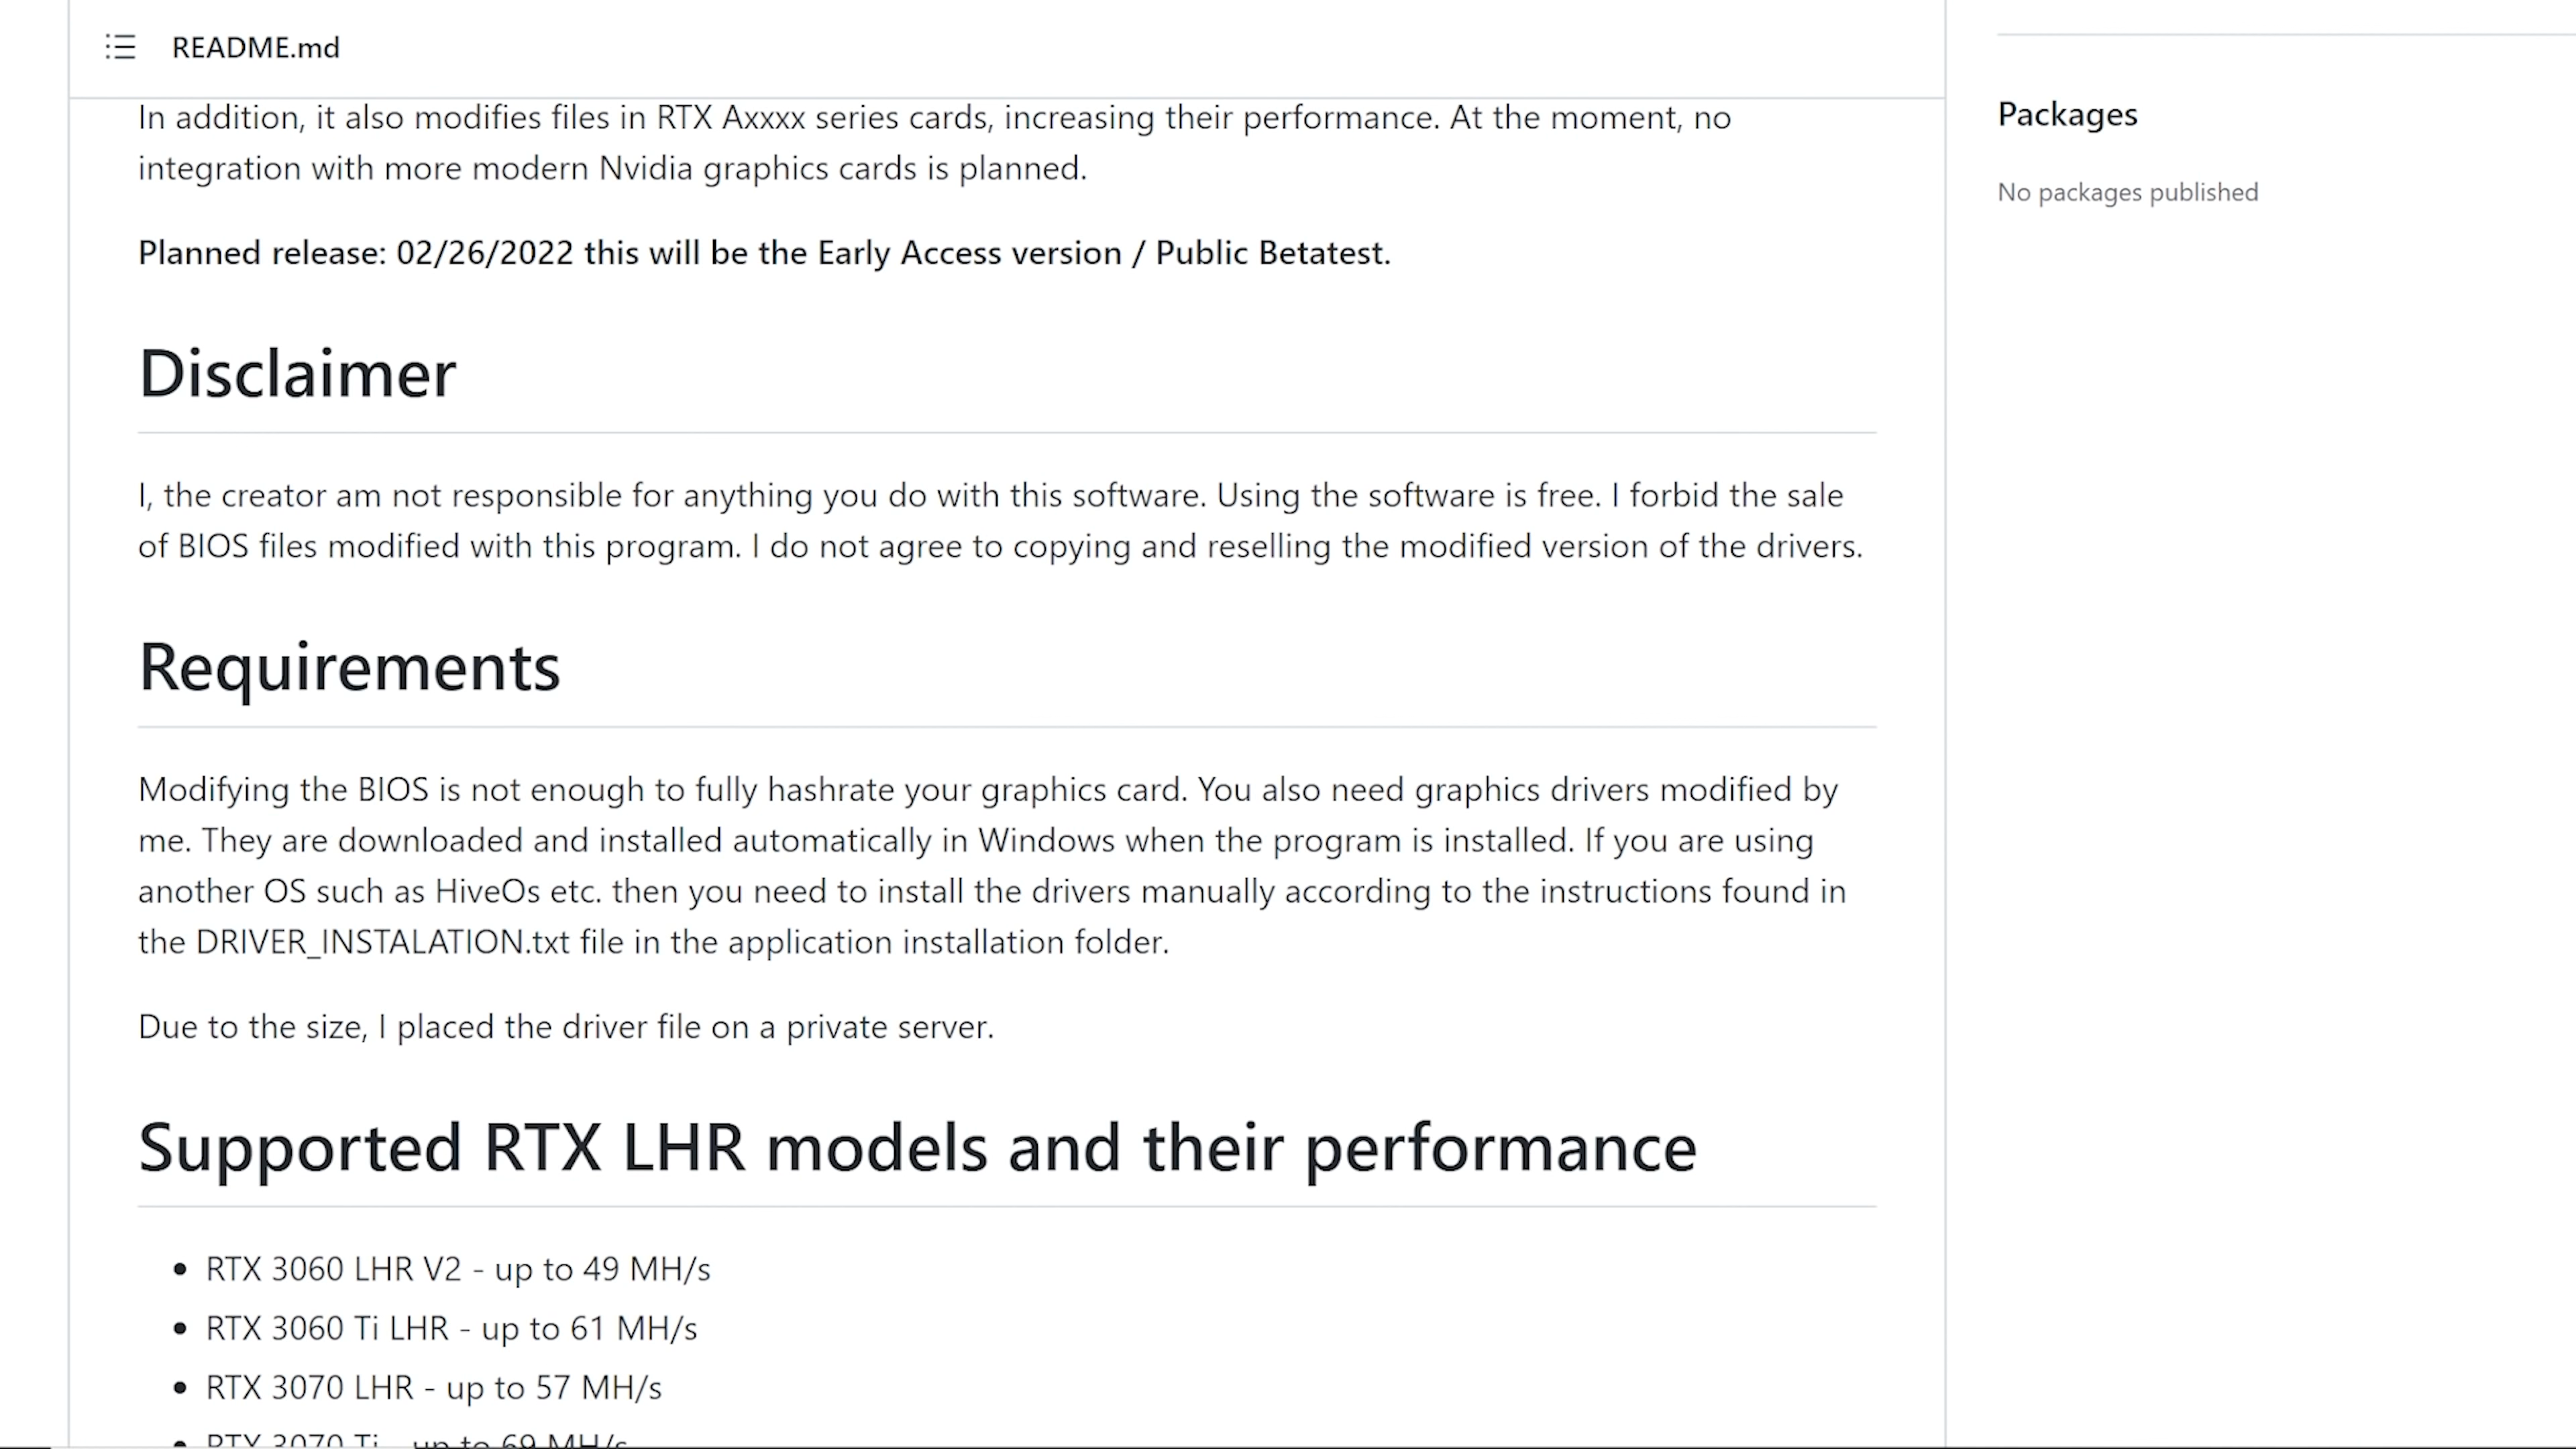 README.md
In addition, it also modifies files in RTX Axxxx series cards, increasing their performance. At the moment, no
integration with more modern Nvidia graphics cards is planned.
Planned release: 02/26/2022 this will be the Early Access version / Public Betatest.
Disclaimer
I, the creator am not responsible for anything you do with this software. Using the software is free. I forbid the sale
of BIOS files modified with this program. I do not agree to copying and reselling the modified version of the drivers.
Requirements
Modifying the BIOS is not enough to fully hashrate your graphics card. You also need graphics drivers modified by
me. They are downloaded and installed automatically in Windows when the program is installed. If you are using
another OS such as HiveOs etc. then you need to install the drivers manually according to the instructions found in
the DRIVER_INSTALATION.txt file in the application installation folder.
Due to the size, I placed the driver file on a private server.
Supported RTX LHR models and their performance
• RTX 3060 LHR V2 - up to 49 MH/s
• RTX 3060 Ti LHR - up to 61 MH/s
• RTX 3070 LHR - up to 57 MH/s
• RTX 3070 Ti - up to 69 MH/s
Packages
No packages published